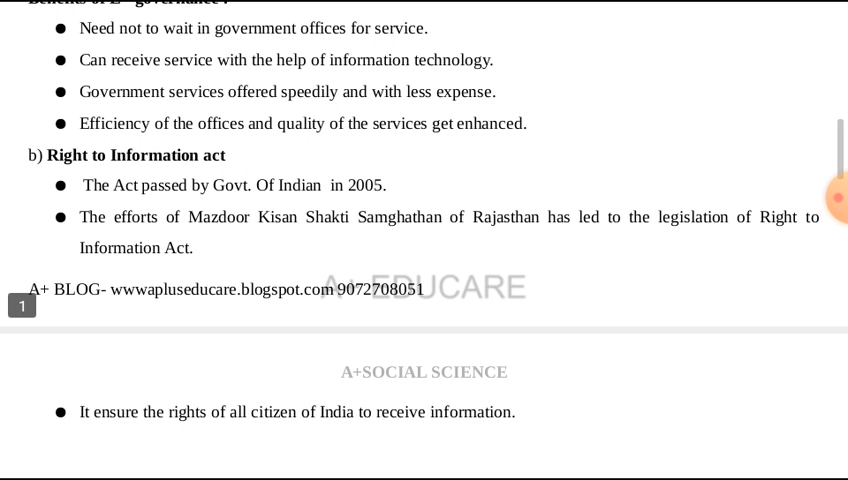 Benefits of E - governance :
● Need not to wait in government offices for service.
● Can receive service with the help of information technology.
● Government services offered speedily and with less expense.
● Efficiency of the offices and quality of the services get enhanced.
b) Right to Information act
● The Act passed by Govt. Of Indian in 2005.
● The efforts of Mazdoor Kisan Shakti Samghathan of Rajasthan has led to the legislation of Right to
Information Act.
A+ EDUCARE
A+ BLOG- wwwapluseducare.blogspot.com 9072708051
1
A+SOCIAL SCIENCE
● It ensure the rights of all citizen of India to receive information.